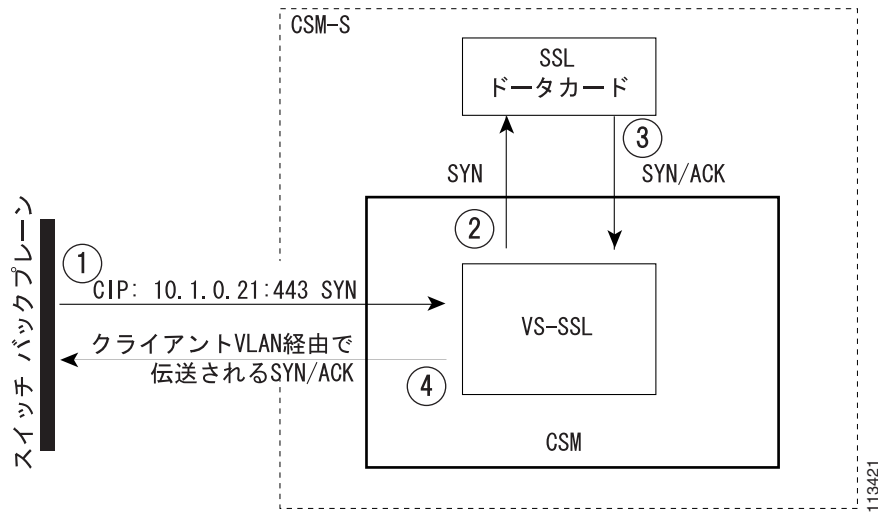 CSM-S
SSL
ドータカード
3
SYN
SYN/ACK
2
スイッチ バックプレーン
1
CIP: 10.1.0.21:443 SYN
VS-SSL
クライアントVLAN経由で
伝送されるSYN/ACK
4
CSM
113421